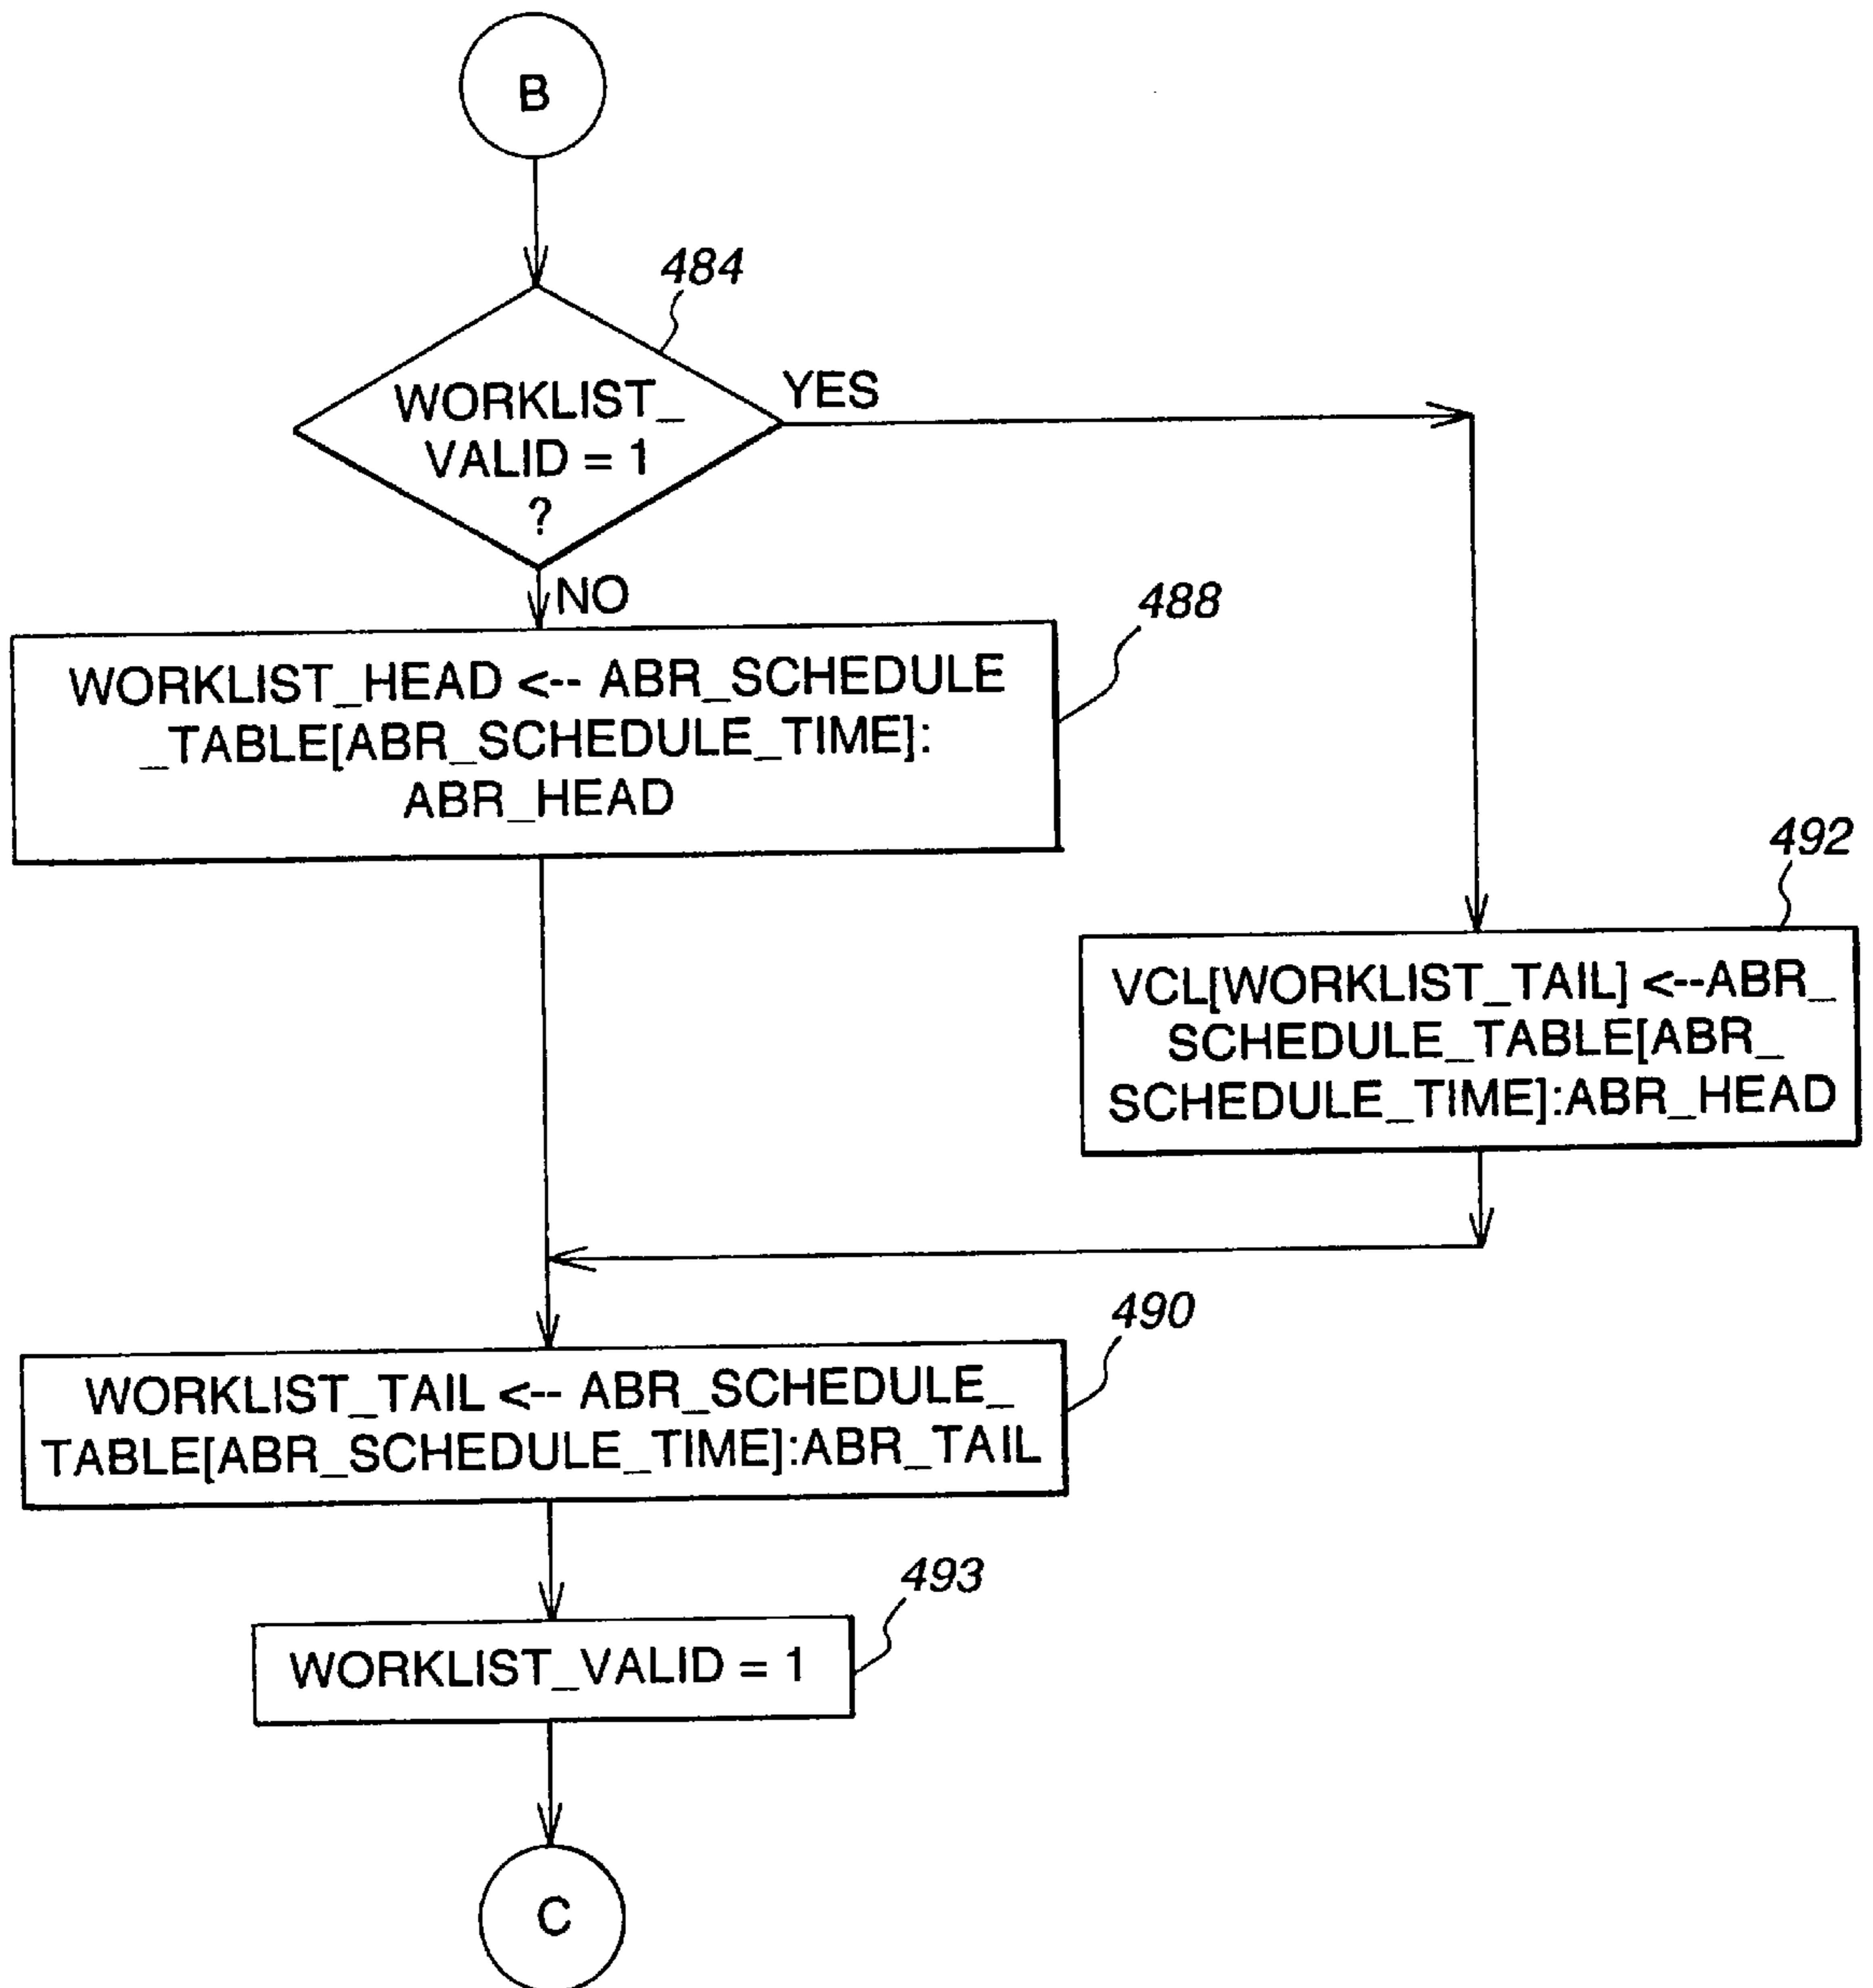 B
484
WORKLIST_
VALID = 1
?
YES
NO
488
WORKLIST_HEAD <-- ABR_SCHEDULE
_TABLE[ABR_SCHEDULE_TIME]:
ABR_HEAD
492
VCL[WORKLIST_TAIL] <--ABR_
SCHEDULE_TABLE[ABR_
SCHEDULE_TIME]:ABR_HEAD
490
WORKLIST_TAIL <-- ABR_SCHEDULE_
TABLE[ABR_SCHEDULE_TIME]:ABR_TAIL
493
WORKLIST_VALID = 1
C